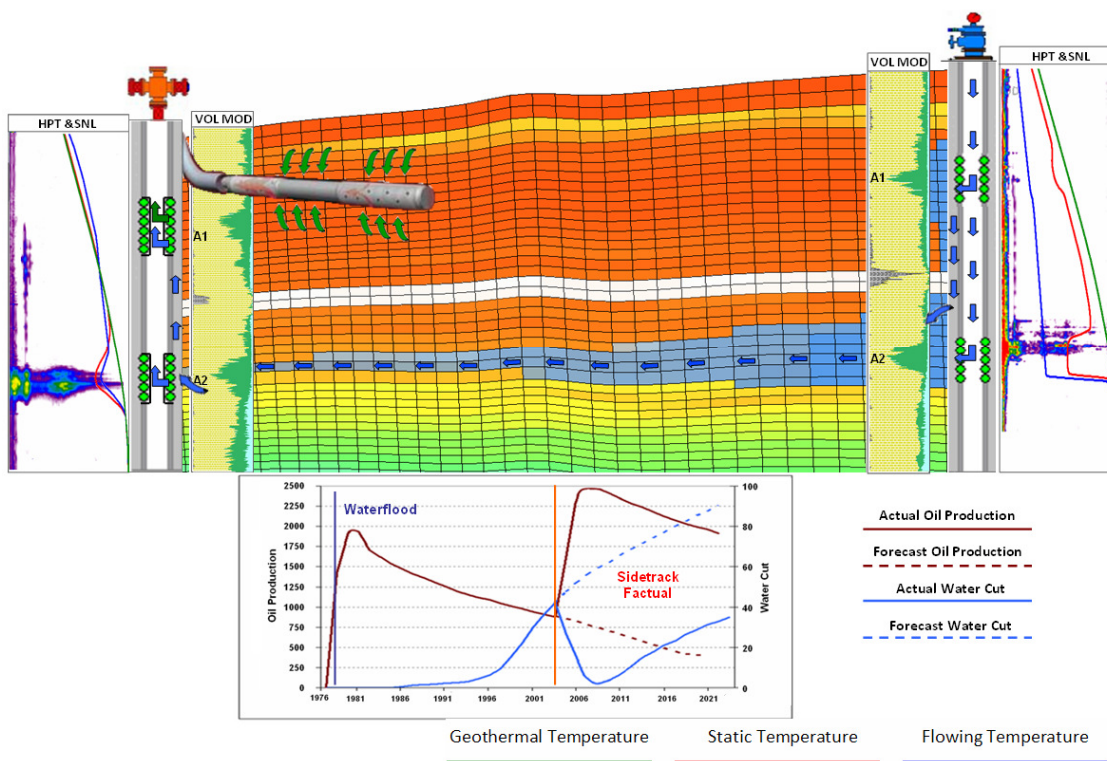 VOL MOD
HPT &SNL
VOL MOD
HPT &SNL
A1
A1
A2
A2
2500
2250
2000
1750
1500
1250
1000
750
500
250
0
Oil Production
Waterflood
Sidetrack
Factual
100
80
60
40
20
0
Water Cut
1976
1981
1986
1991
1996
2001
2006
2011
2016
2021
Actual Oil Production
Forecast Oil Production
Actual Water Cut
Forecast Water Cut
Geothermal Temperature
Static Temperature
Flowing Temperature